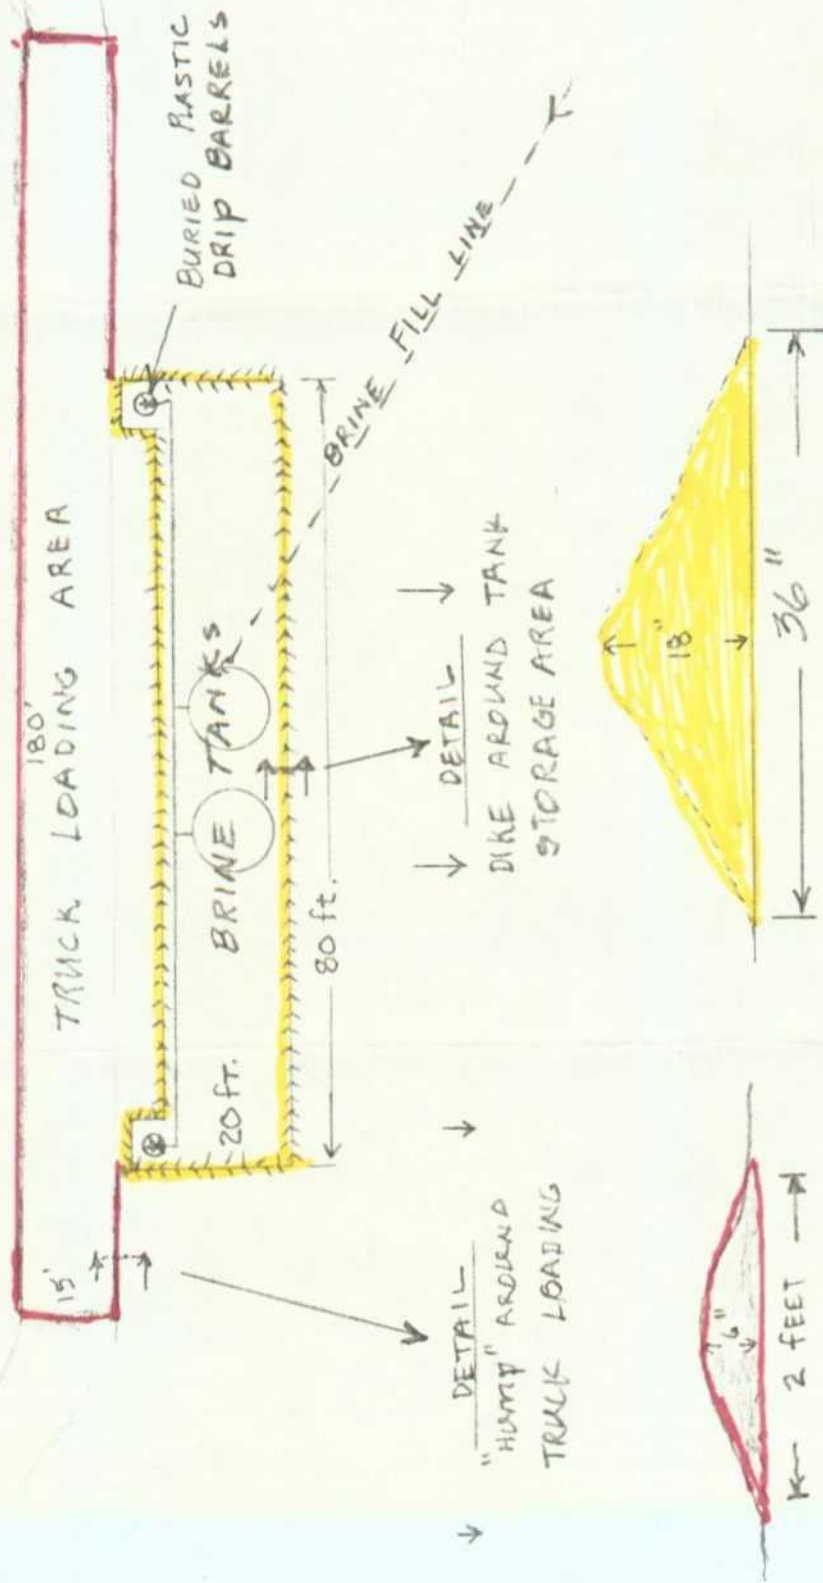 180'
TRUCK LOADING AREA
15'
BURIED PLASTIC
DRIP BARRELS
20 FT.
BRINE TANKS
80 ft.
BRINE FILL LINE
DETAIL
"HUMP" AROUND
TRUCK LOADING
DETAIL
DIKE AROUND TANK
STORAGE AREA
6"
2 FEET
18"
36"